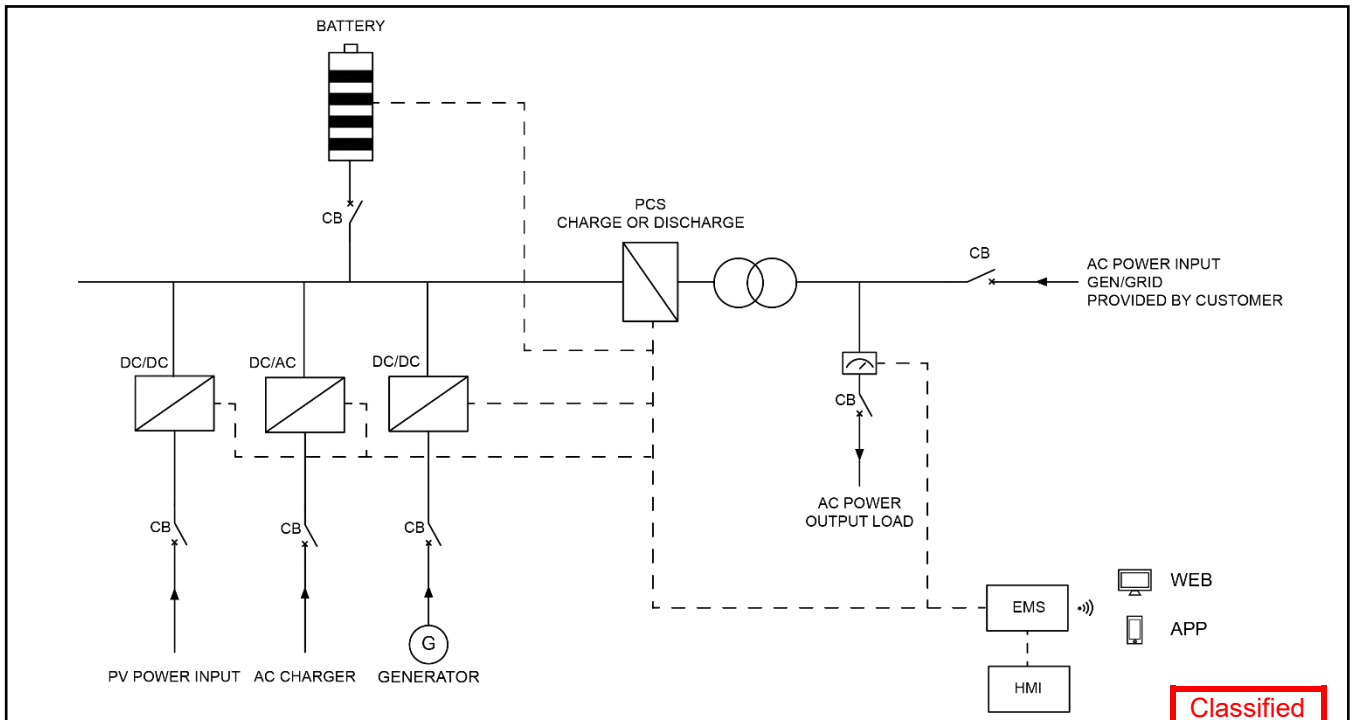 BATTERY
CB
PCS
CHARGE OR DISCHARGE
CB
AC POWER INPUT
GEN/GRID
PROVIDED BY CUSTOMER
DC/DC
DC/AC
DC/DC
CB
AC POWER
OUTPUT LOAD
CB
CB
CB
G
PV POWER INPUT
AC CHARGER
GENERATOR
EMS
WEB
APP
HMI
Classified